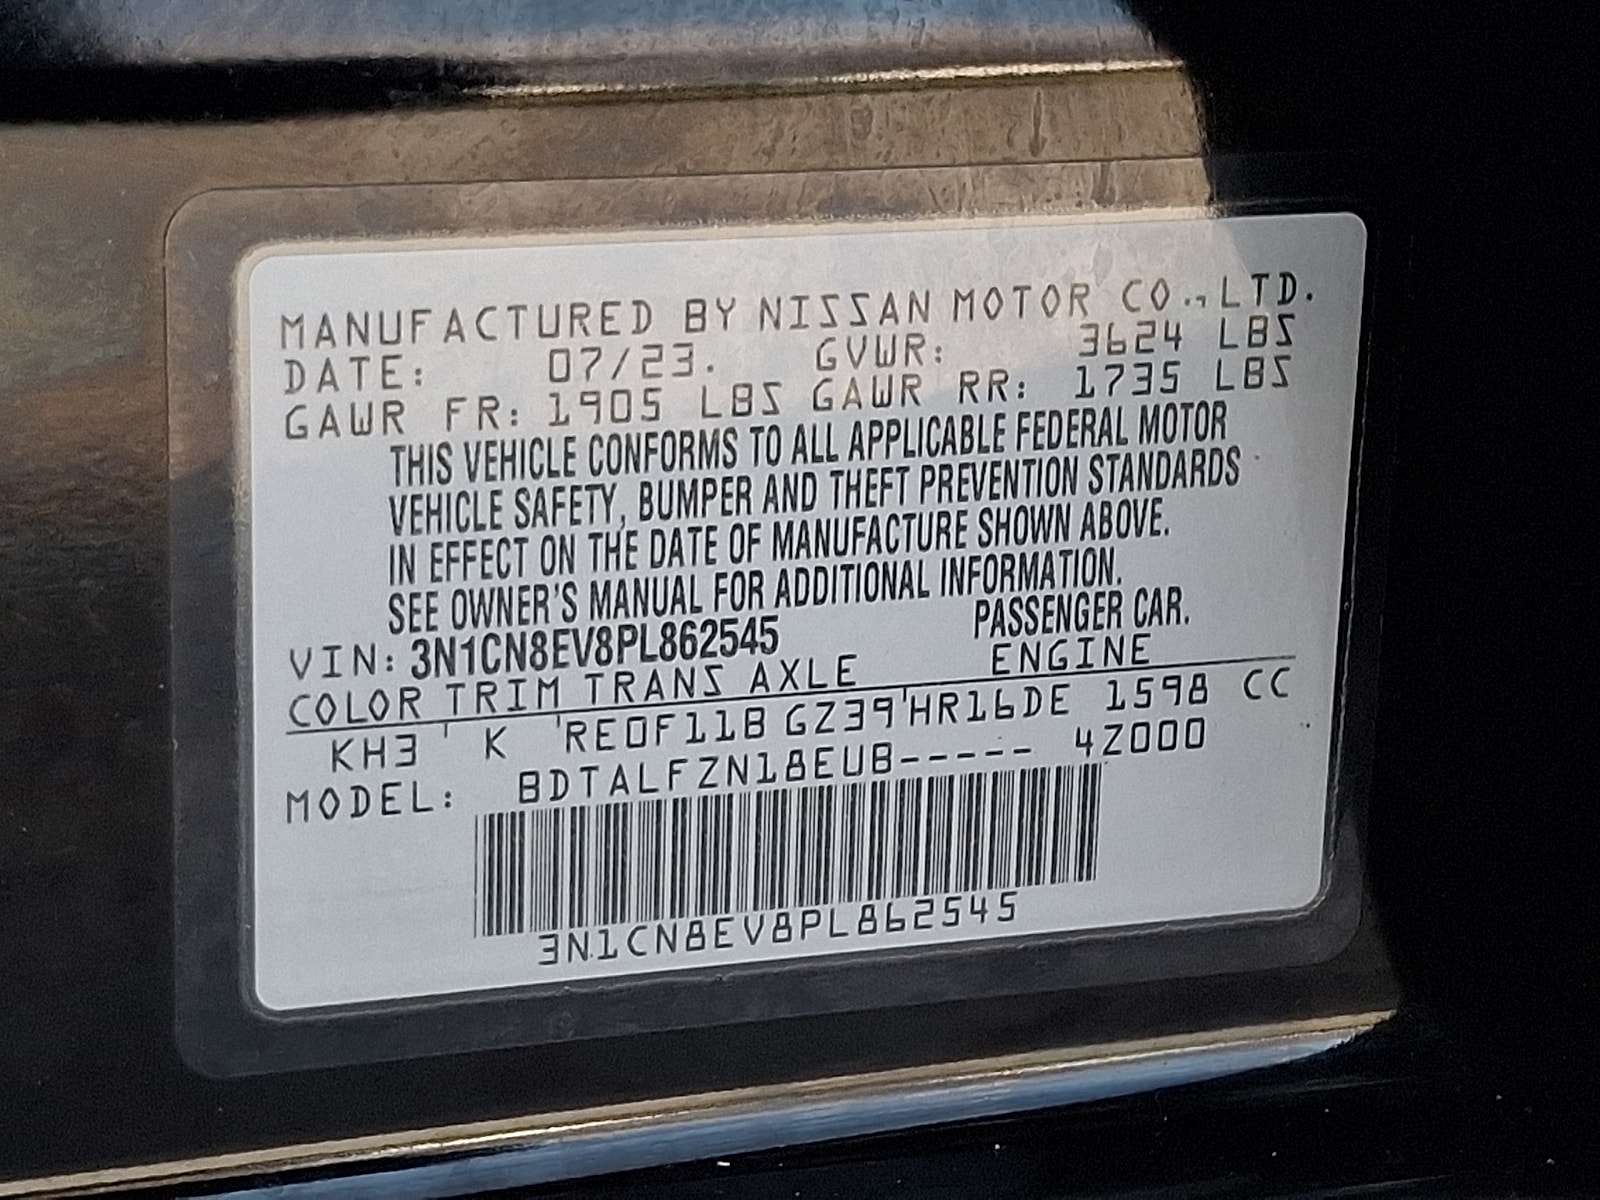 MANUFACTURED BY NISSAN MOTOR CO.,LTD.
DATE: 07/23. GVWR: 3624 LBS
GAWR FR: 1905 LBS GAWR RR: 1735 LBS
THIS VEHICLE CONFORMS TO ALL APPLICABLE FEDERAL MOTOR
VEHICLE SAFETY, BUMPER AND THEFT PREVENTION STANDARDS
IN EFFECT ON THE DATE OF MANUFACTURE SHOWN ABOVE.
SEE OWNER'S MANUAL FOR ADDITIONAL INFORMATION.
VIN: 3N1CN8EV8PL862545 PASSENGER CAR.
COLOR TRIM TRANS AXLE ENGINE
KH3 ' K 'RE0F11B GZ39'HR16DE 1598 CC
MODEL: BDTALFZN18EUB----- 4Z000
3N1CN8EV8PL862545